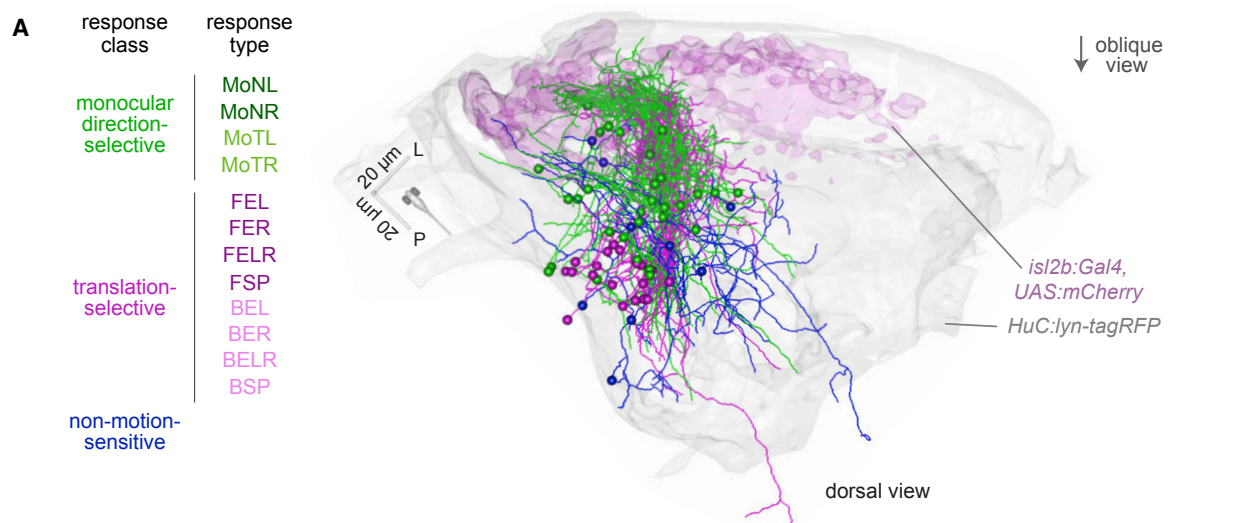 A
response
class
response
type
monocular
direction-
selective
MoNL
MoNR
MoTL
MoTR
translation-
selective
FEL
FER
FELR
FSP
BEL
BER
BELR
BSP
non-motion-
sensitive
20 µm
L
20 µm
P
oblique
view
isl2b:Gal4,
UAS:mCherry
HuC:lyn-tagRFP
dorsal view